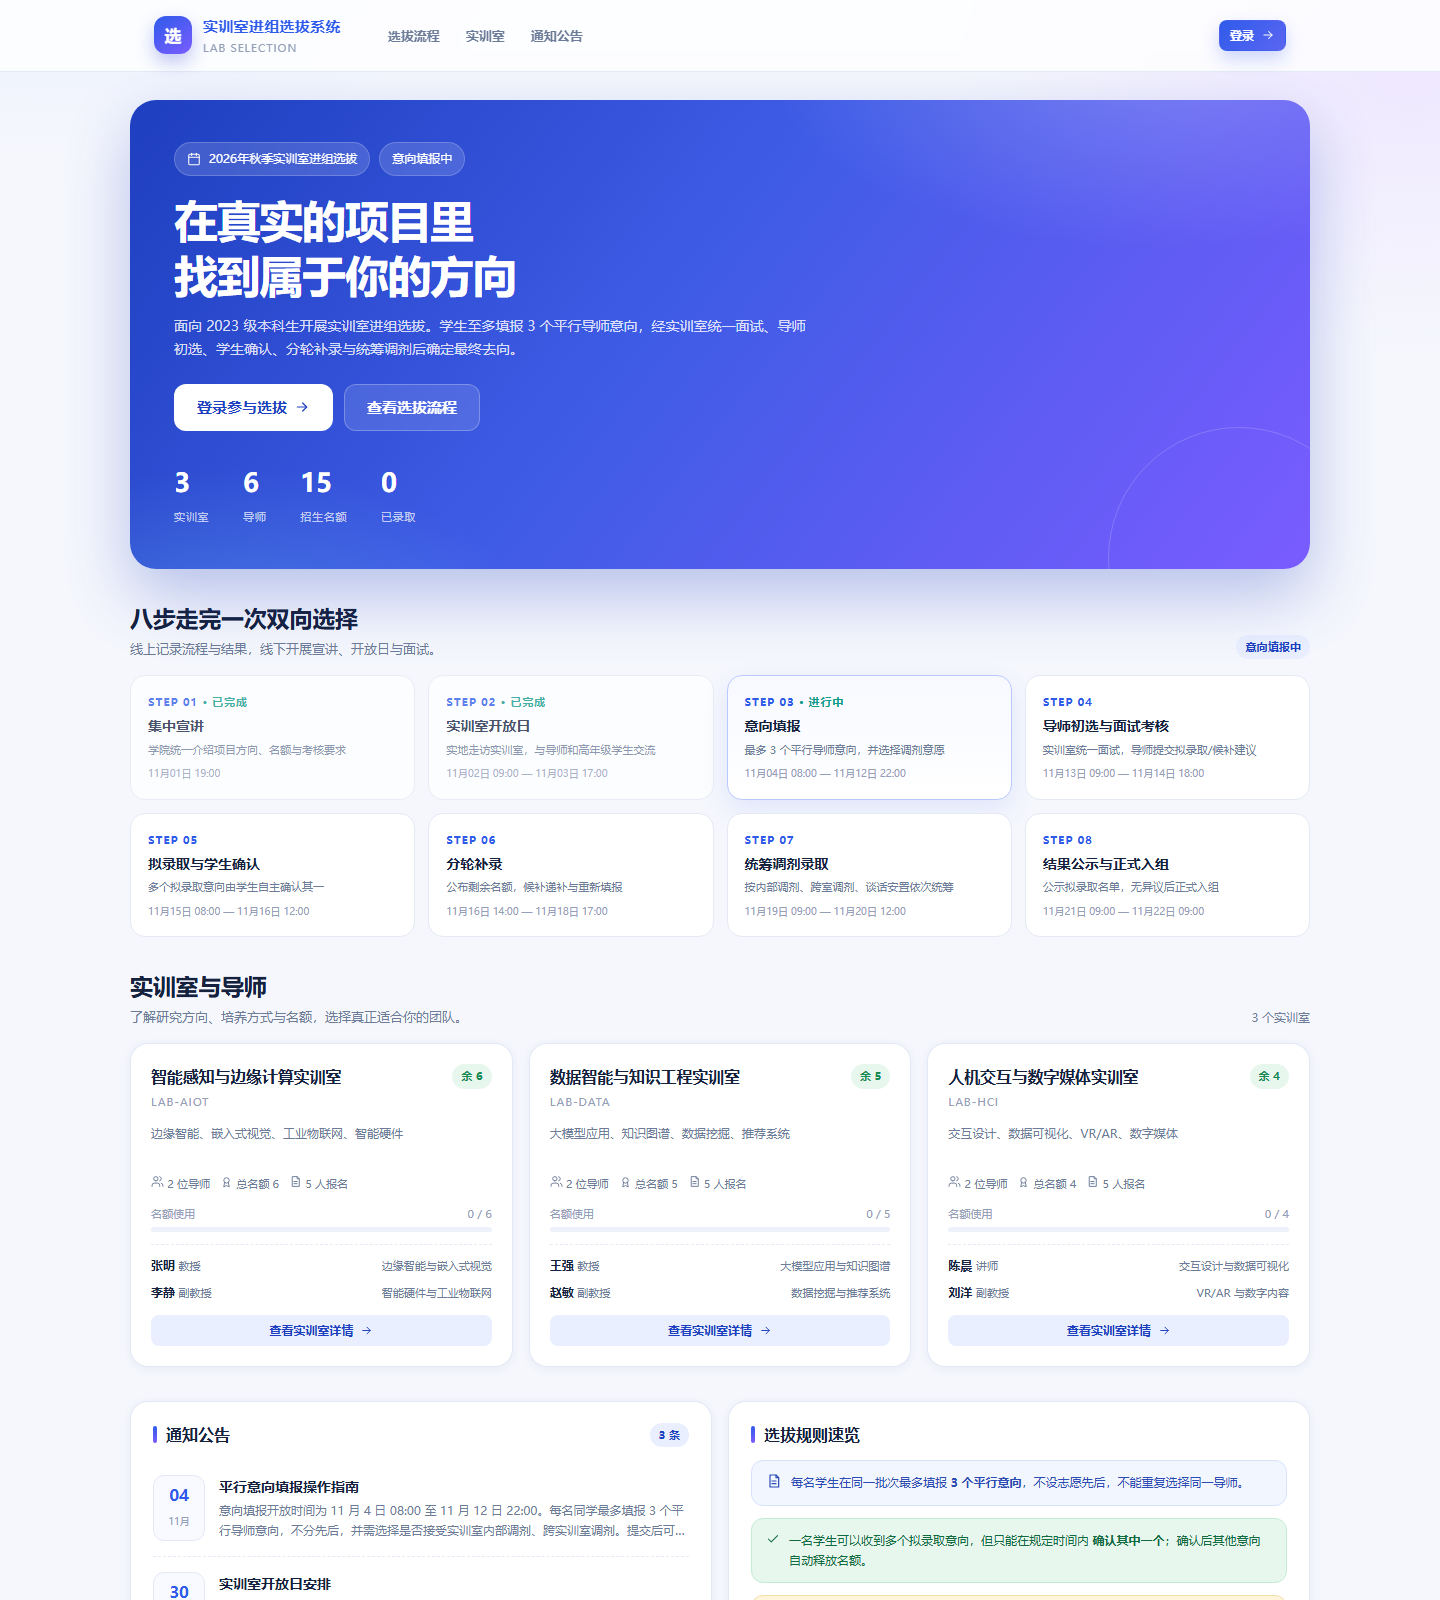 选
实训室进组选拔系统
LAB SELECTION
选拔流程
实训室
通知公告
登录
2026年秋季实训室进组选拔
意向填报中
在真实的项目里
找到属于你的方向
面向 2023 级本科生开展实训室进组选拔。学生至多填报 3 个平行导师意向，经实训室统一面试、导师
初选、学生确认、分轮补录与统筹调剂后确定最终去向。
登录参与选拔
查看选拔流程
3 6 15 0
实训室 导师 招生名额 已录取
八步走完一次双向选择
线上记录流程与结果，线下开展宣讲、开放日与面试。
意向填报中
STEP 01 • 已完成
集中宣讲
学院统一介绍项目方向、名额与考核要求
11月01日 19:00
STEP 02 • 已完成
实训室开放日
实地走访实训室，与导师和高年级学生交流
11月02日 09:00 — 11月03日 17:00
STEP 03 • 进行中
意向填报
最多 3 个平行导师意向，并选择调剂意愿
11月04日 08:00 — 11月12日 22:00
STEP 04
导师初选与面试考核
实训室统一面试，导师提交拟录取/候补建议
11月13日 09:00 — 11月14日 18:00
STEP 05
拟录取与学生确认
多个拟录取意向由学生自主确认其一
11月15日 08:00 — 11月16日 12:00
STEP 06
分轮补录
公布剩余名额，候补递补与重新填报
11月16日 14:00 — 11月18日 17:00
STEP 07
统筹调剂录取
按内部调剂、跨室调剂、谈话安置依次统筹
11月19日 09:00 — 11月20日 12:00
STEP 08
结果公示与正式入组
公示拟录取名单，无异议后正式入组
11月21日 09:00 — 11月22日 09:00
实训室与导师
了解研究方向、培养方式与名额，选择真正适合你的团队。
3 个实训室
智能感知与边缘计算实训室
余 6
LAB-AIOT
边缘智能、嵌入式视觉、工业物联网、智能硬件
2 位导师 总名额 6 5 人报名
名额使用 0 / 6
张明 教授 边缘智能与嵌入式视觉
李静 副教授 智能硬件与工业物联网
查看实训室详情
数据智能与知识工程实训室
余 5
LAB-DATA
大模型应用、知识图谱、数据挖掘、推荐系统
2 位导师 总名额 5 5 人报名
名额使用 0 / 5
王强 教授 大模型应用与知识图谱
赵敏 副教授 数据挖掘与推荐系统
查看实训室详情
人机交互与数字媒体实训室
余 4
LAB-HCI
交互设计、数据可视化、VR/AR、数字媒体
2 位导师 总名额 4 5 人报名
名额使用 0 / 4
陈晨 讲师 交互设计与数据可视化
刘洋 副教授 VR/AR 与数字内容
查看实训室详情
通知公告
3 条
04
11月
平行意向填报操作指南
意向填报开放时间为 11 月 4 日 08:00 至 11 月 12 日 22:00。每名同学最多填报 3 个平
行导师意向，不分先后，并需选择是否接受实训室内部调剂、跨实训室调剂。提交后可...
30
实训室开放日安排
选拔规则速览
每名学生在同一批次最多填报 3 个平行意向，不设志愿先后，不能重复选择同一导师。
一名学生可以收到多个拟录取意向，但只能在规定时间内 确认其中一个；确认后其他意向
自动释放名额。